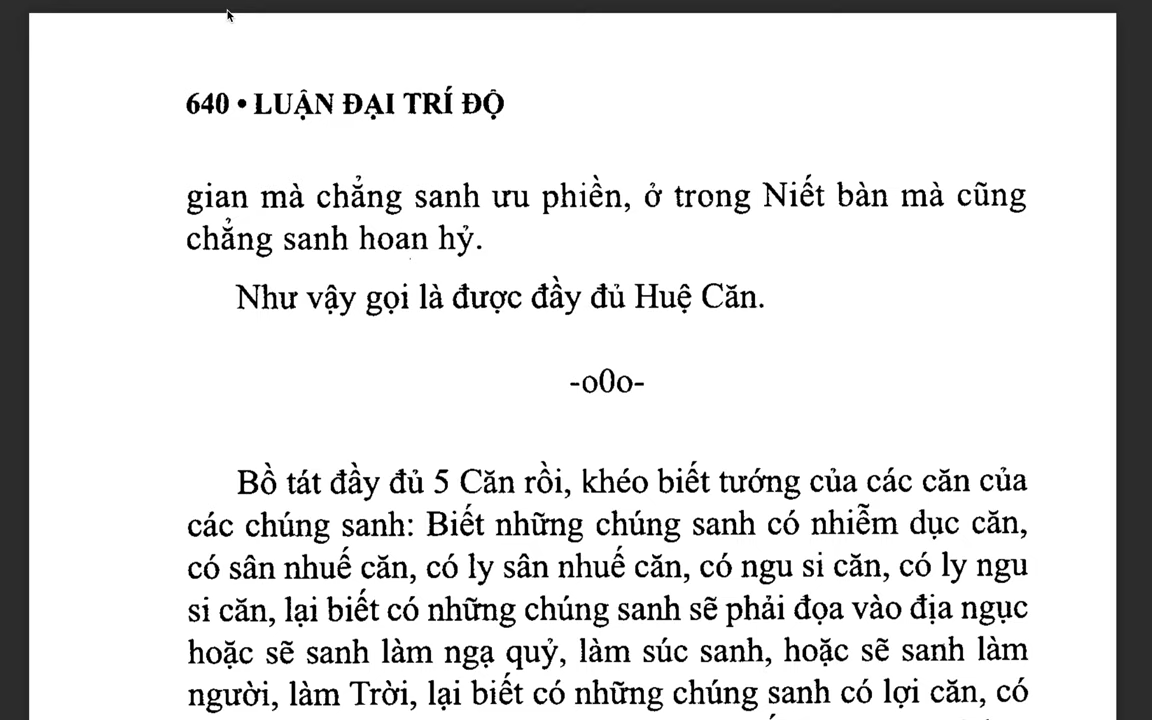 640 • LUẬN ĐẠI TRÍ ĐỘ
gian mà chẳng sanh ưu phiền, ở trong Niết bàn mà cũng
chẳng sanh hoan hỷ.
Như vậy gọi là được đầy đủ Huệ Căn.
-o0o-
Bồ tát đầy đủ 5 Căn rồi, khéo biết tướng của các căn của
các chúng sanh: Biết những chúng sanh có nhiễm dục căn,
có sân nhuế căn, có ly sân nhuế căn, có ngu si căn, có ly ngu
si căn, lại biết có những chúng sanh sẽ phải đọa vào địa ngục
hoặc sẽ sanh làm ngạ quỷ, làm súc sanh, hoặc sẽ sanh làm
người, làm Trời, lại biết có những chúng sanh có lợi căn, có